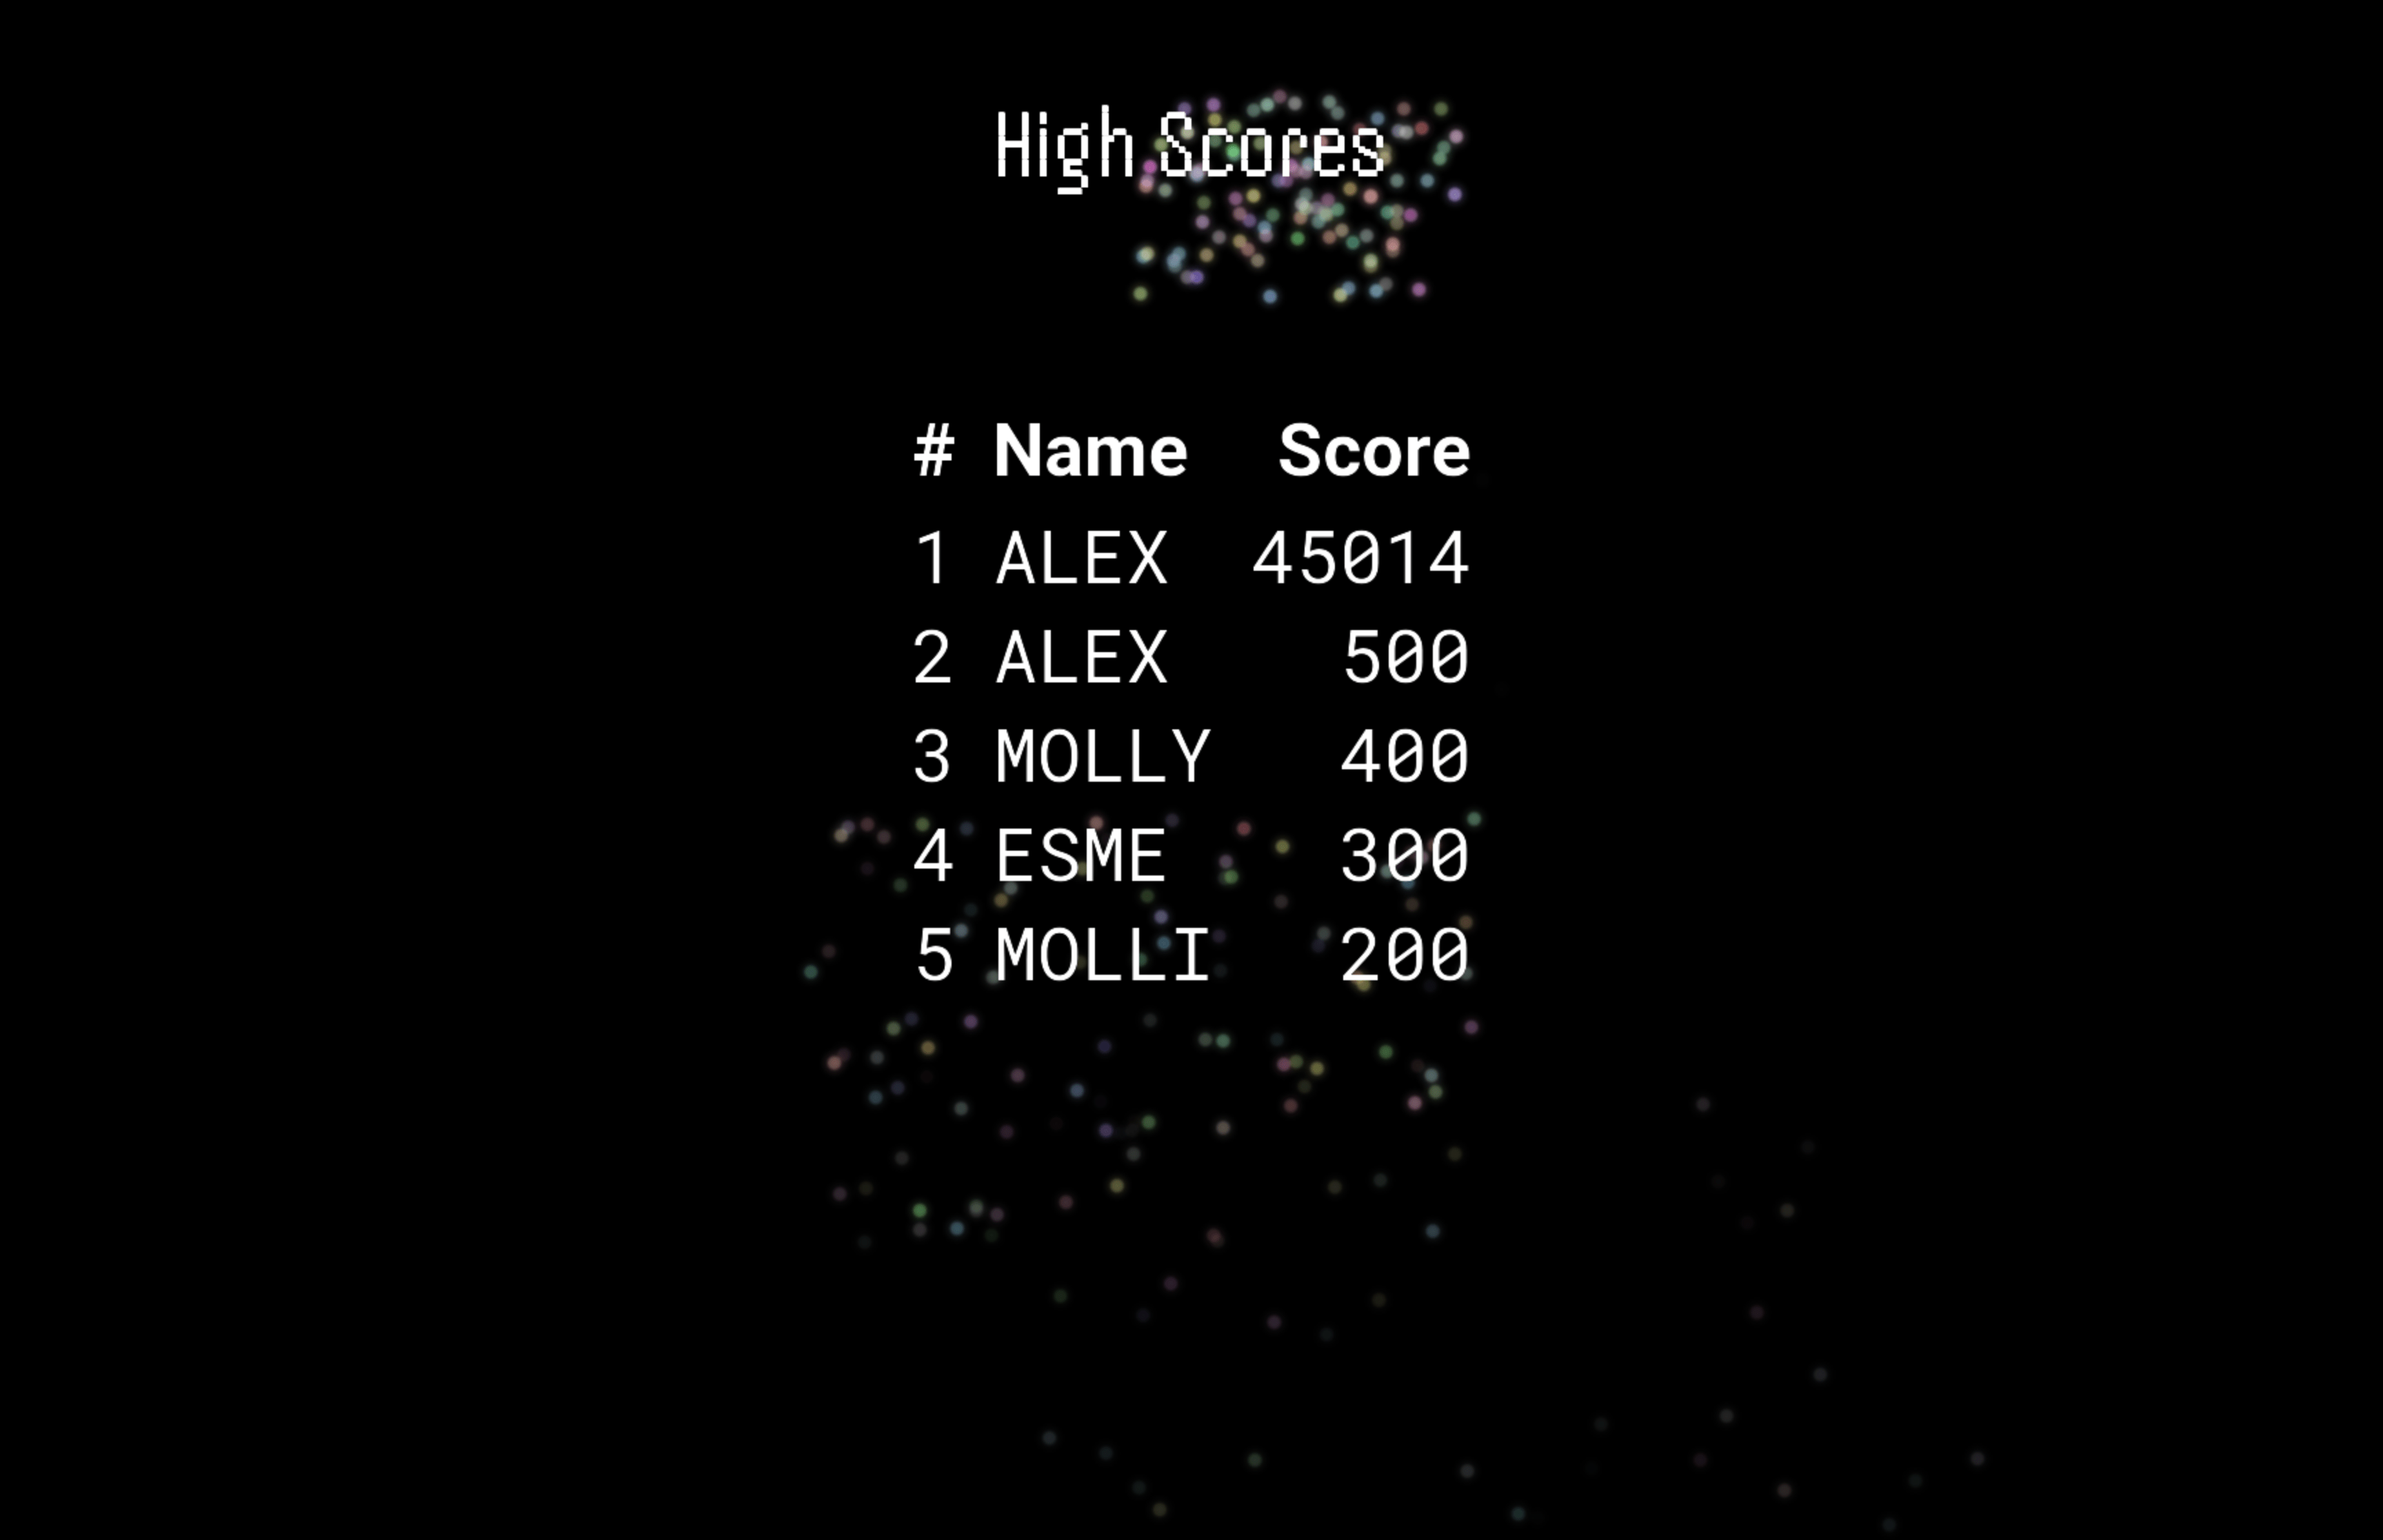 High Scores
# Name Score
1 ALEX 45014
2 ALEX 500
3 MOLLY 400
4 ESME 300
5 MOLLI 200